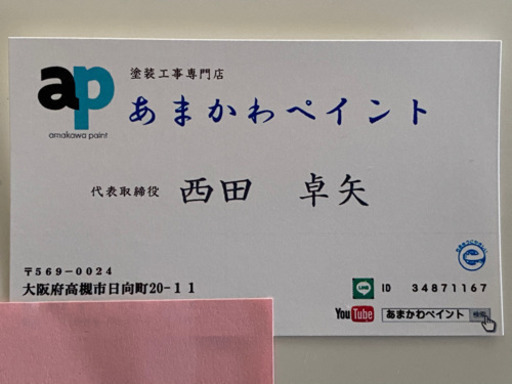 ap
amakawa paint
塗装工事専門店
あまかわペイント
代表取締役 西田 卓矢
〒569-0024
大阪府高槻市日向町20-11
LINE ID 34871167
YouTube あまかわペイント 検索